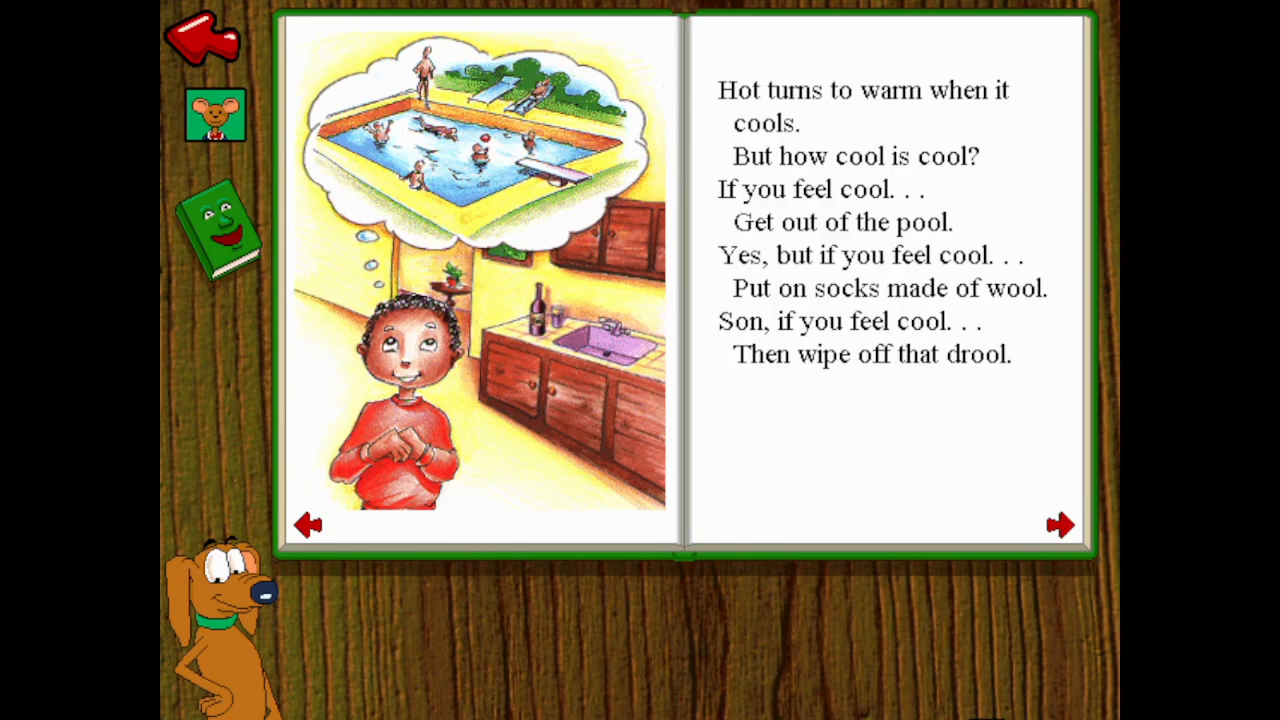 Hot turns to warm when it
cools.
But how cool is cool?
If you feel cool. . .
Get out of the pool.
Yes, but if you feel cool. . .
Put on socks made of wool.
Son, if you feel cool. . .
Then wipe off that drool.